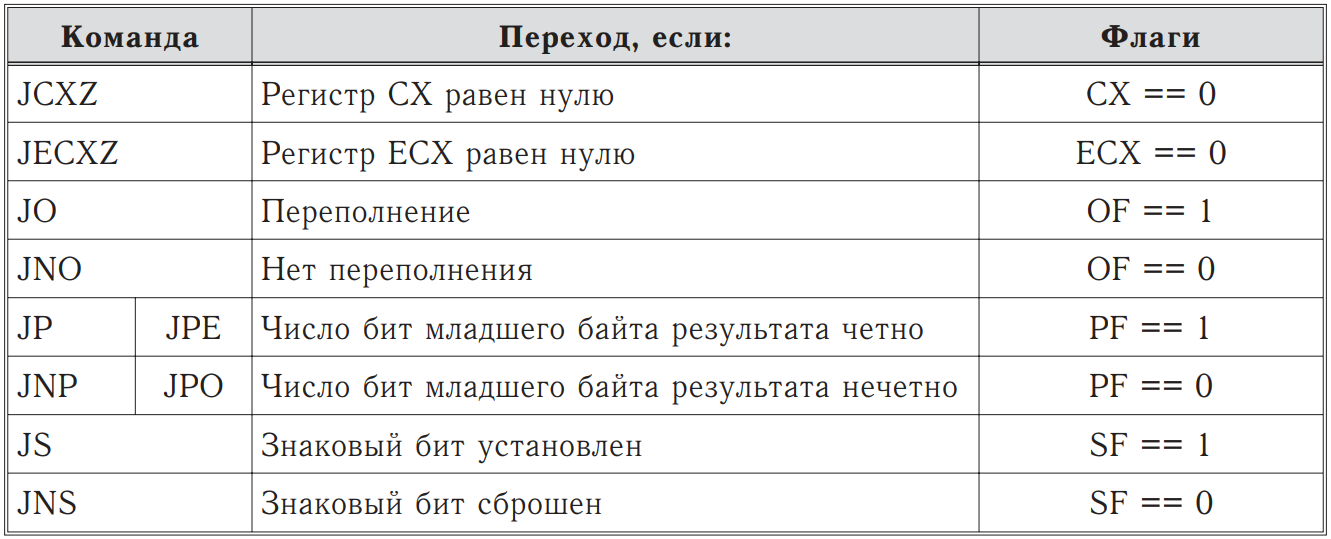 Команда Переход, если: Флаги
JCXZ Регистр CX равен нулю CX == 0
JECXZ Регистр ECX равен нулю ECX == 0
JO Переполнение OF == 1
JNO Нет переполнения OF == 0
JP JPE Число бит младшего байта результата четно PF == 1
JNP JPO Число бит младшего байта результата нечетно PF == 0
JS Знаковый бит установлен SF == 1
JNS Знаковый бит сброшен SF == 0